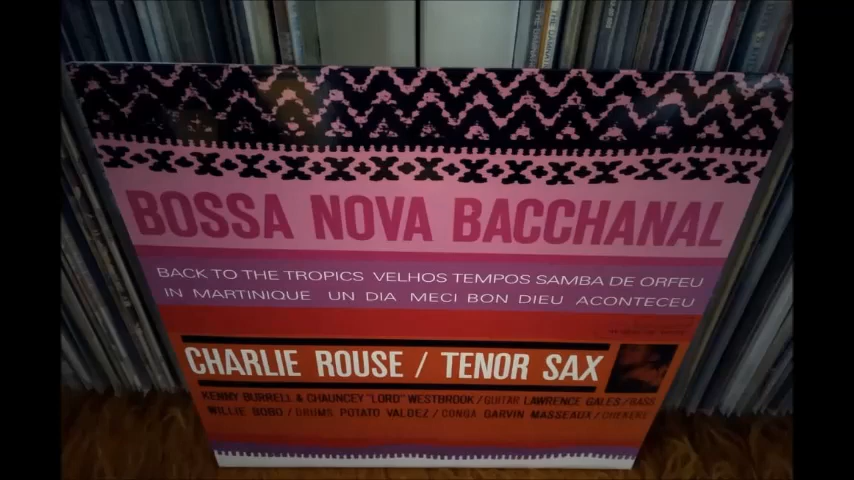 BOSSA NOVA BACCHANAL
BACK TO THE TROPICS VELHOS TEMPOS SAMBA DE ORFEU
IN MARTINIQUE UN DIA MECI BON DIEU ACONTECEU
CHARLIE ROUSE / TENOR SAX
KENNY BURRELL & CHAUNCEY "LORD" WESTBROOK / GUITAR LAWRENCE GALES / BASS
WILLIE BOBO / DRUMS POTATO VALDEZ / CONGA GARVIN MASSEAUX / CHEKERE